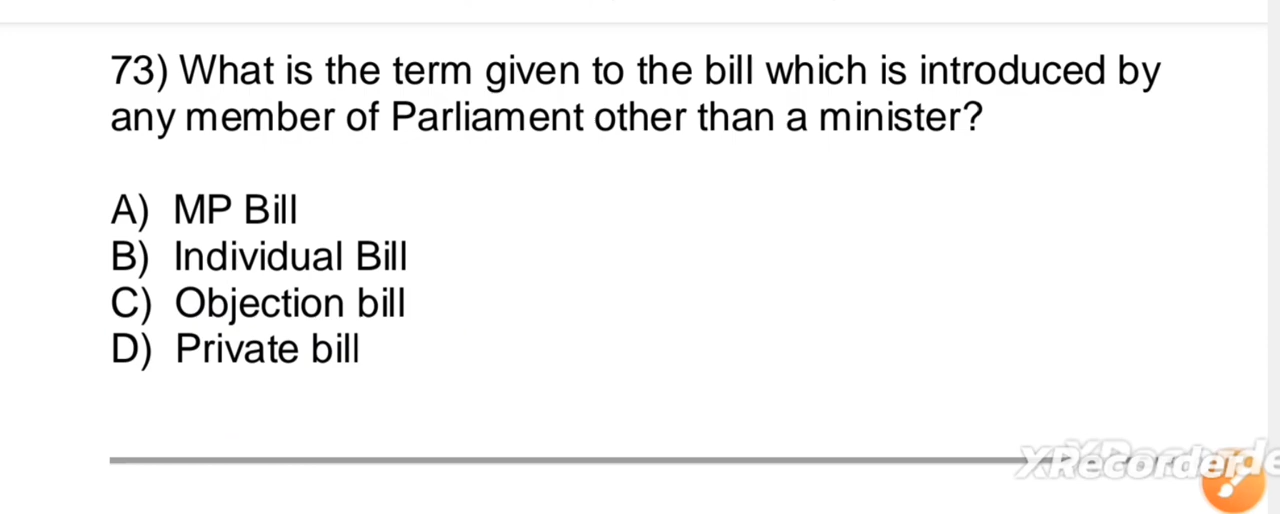 73) What is the term given to the bill which is introduced by
any member of Parliament other than a minister?
A) MP Bill
B) Individual Bill
C) Objection bill
D) Private bill
XRecorder